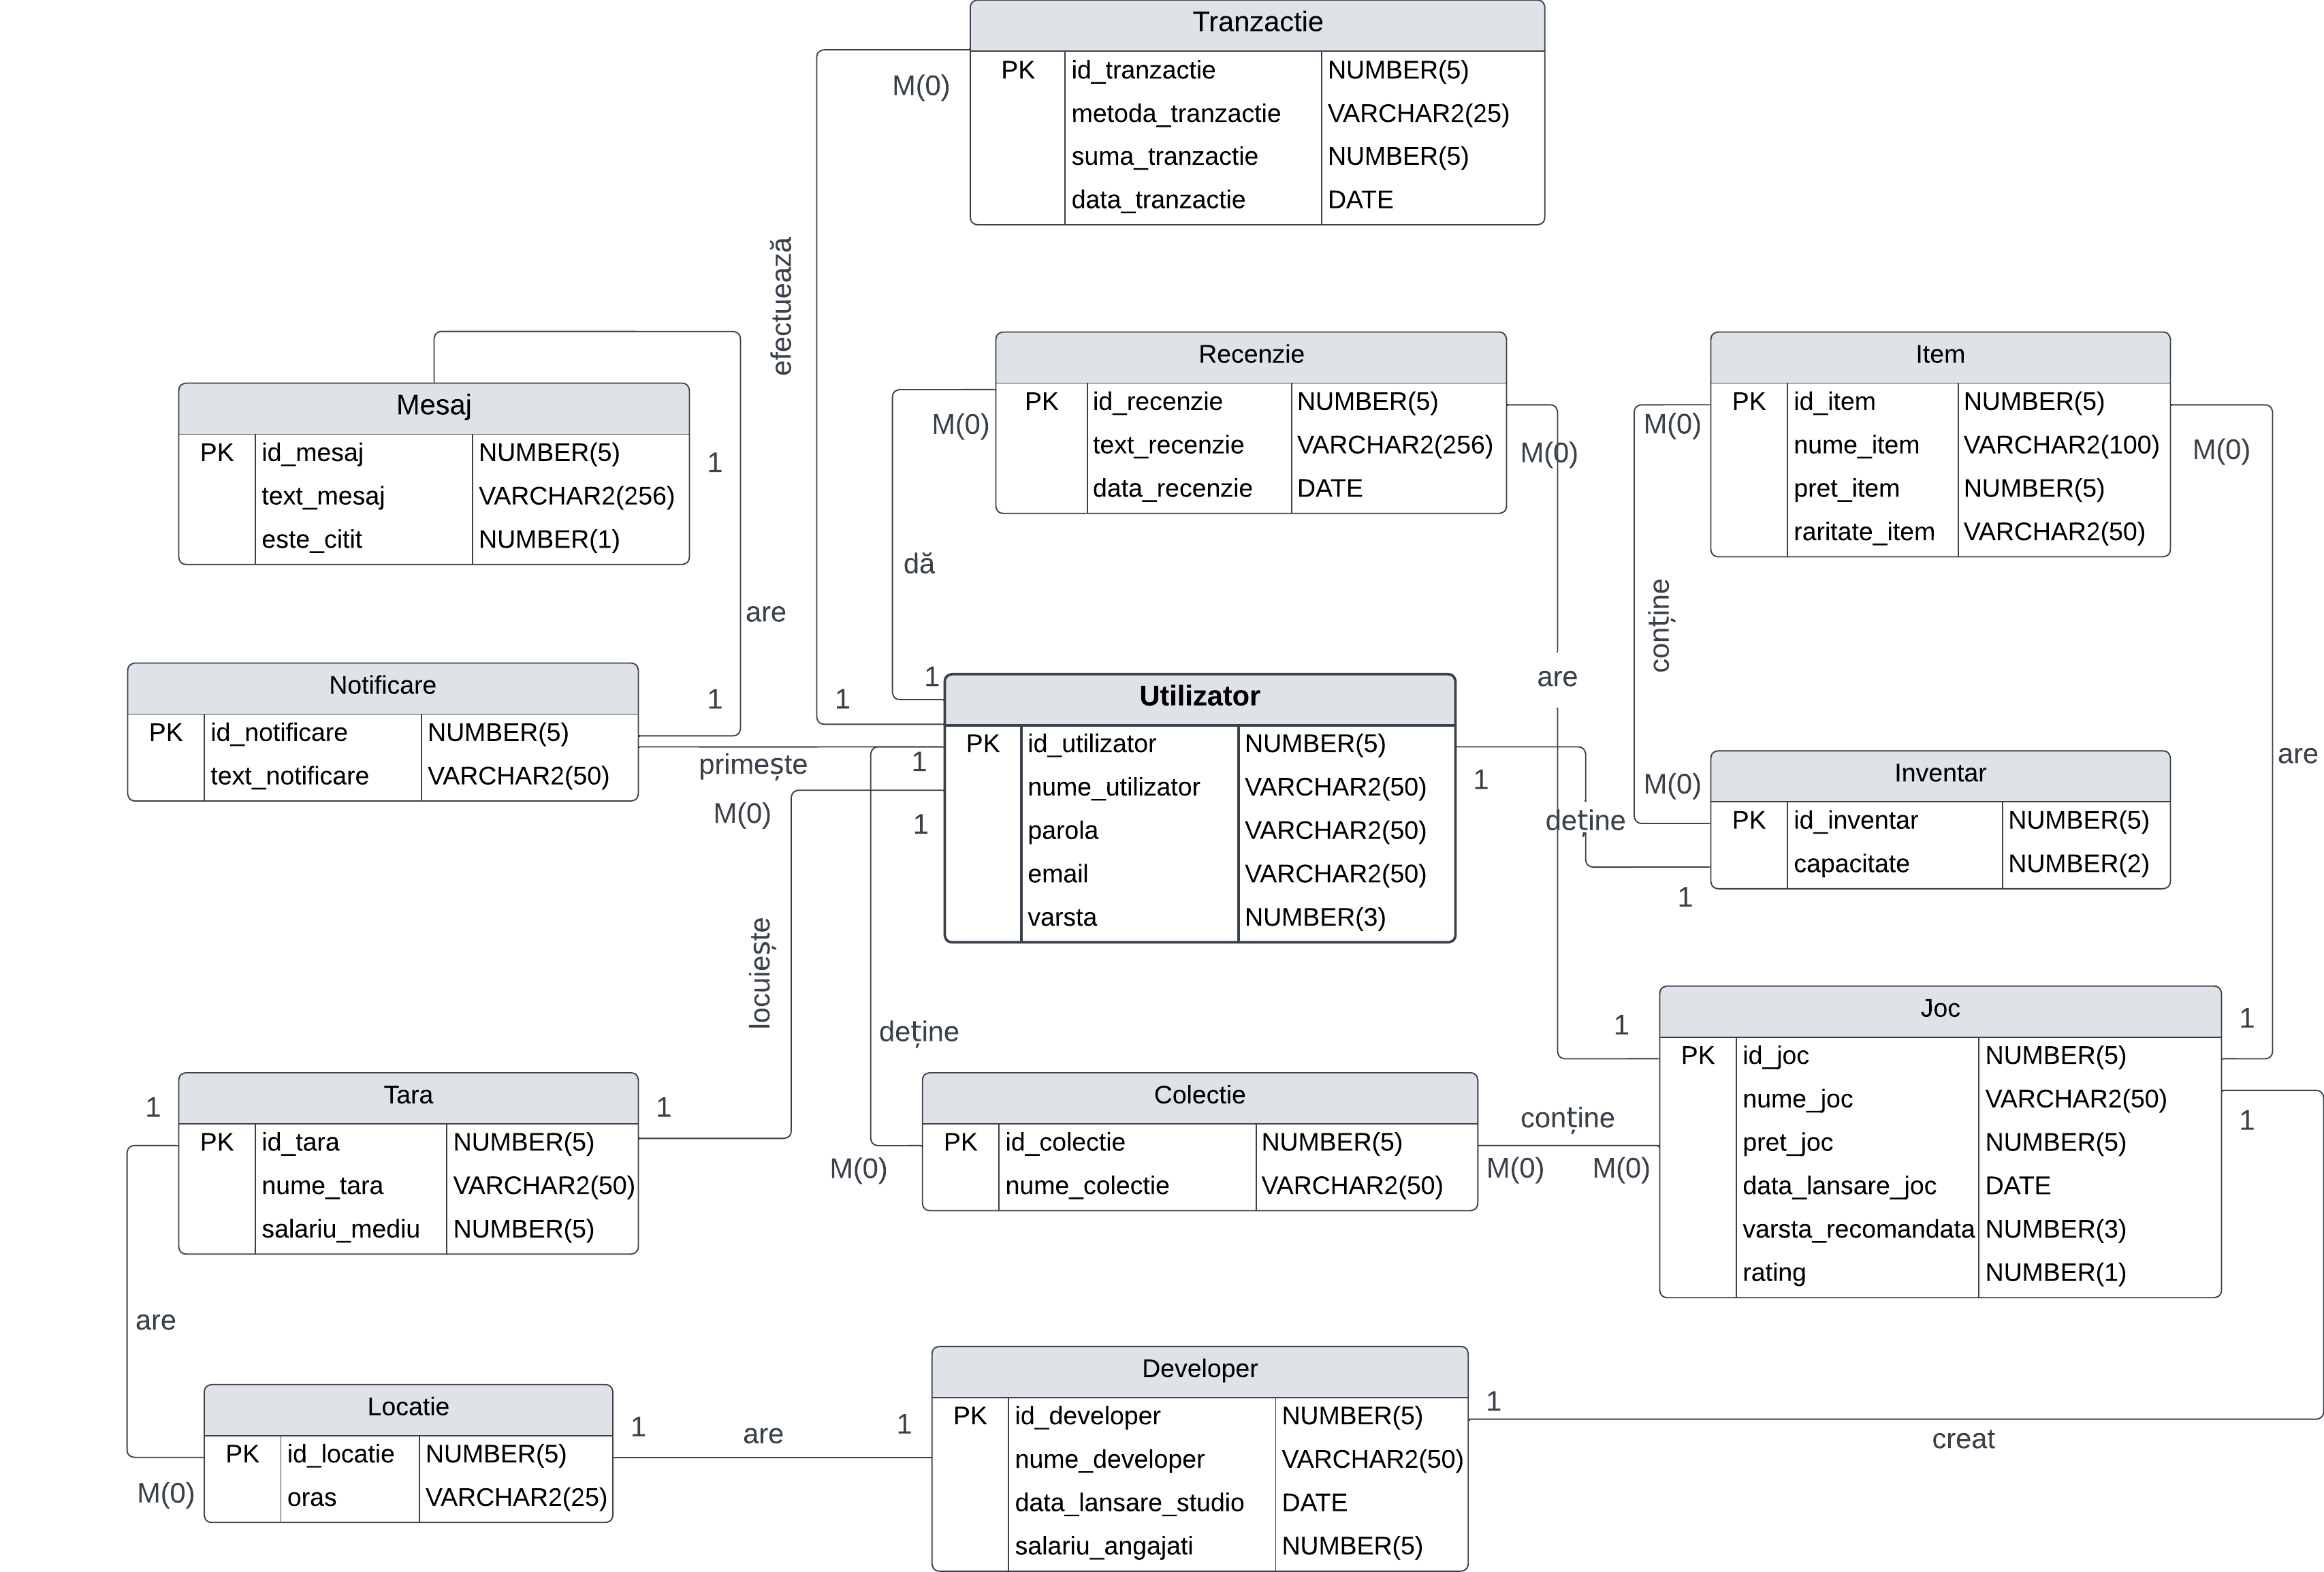 Tranzactie
PK id_tranzactie NUMBER(5)
metoda_tranzactie VARCHAR2(25)
suma_tranzactie NUMBER(5)
data_tranzactie DATE
M(0)
efectuează
1
Mesaj
PK id_mesaj NUMBER(5)
text_mesaj VARCHAR2(256)
este_citit NUMBER(1)
1
are
1
Recenzie
PK id_recenzie NUMBER(5)
text_recenzie VARCHAR2(256)
data_recenzie DATE
M(0)
dă
1
M(0)
are
1
Item
PK id_item NUMBER(5)
nume_item VARCHAR2(100)
pret_item NUMBER(5)
raritate_item VARCHAR2(50)
M(0)
conține
M(0)
M(0)
are
1
Notificare
PK id_notificare NUMBER(5)
text_notificare VARCHAR2(50)
primește
M(0)
1
Utilizator
PK id_utilizator NUMBER(5)
nume_utilizator VARCHAR2(50)
parola VARCHAR2(50)
email VARCHAR2(50)
varsta NUMBER(3)
1
deține
1
Inventar
PK id_inventar NUMBER(5)
capacitate NUMBER(2)
1
locuiește
1
deține
M(0)
Tara
PK id_tara NUMBER(5)
nume_tara VARCHAR2(50)
salariu_mediu NUMBER(5)
1
are
M(0)
Colectie
PK id_colectie NUMBER(5)
nume_colectie VARCHAR2(50)
conține
M(0) M(0)
Joc
PK id_joc NUMBER(5)
nume_joc VARCHAR2(50)
pret_joc NUMBER(5)
data_lansare_joc DATE
varsta_recomandata NUMBER(3)
rating NUMBER(1)
1
Locatie
PK id_locatie NUMBER(5)
oras VARCHAR2(25)
1 are 1
Developer
PK id_developer NUMBER(5)
nume_developer VARCHAR2(50)
data_lansare_studio DATE
salariu_angajati NUMBER(5)
1
creat